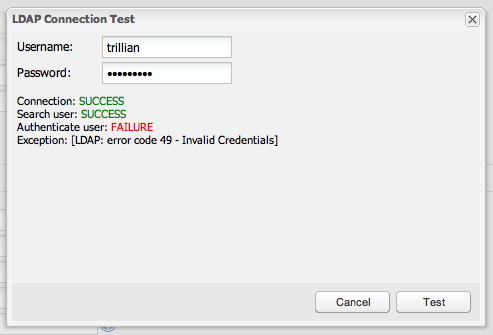 LDAP Connection Test
Username: trillian
Password: •••••••••
Connection: SUCCESS
Search user: SUCCESS
Authenticate user: FAILURE
Exception: [LDAP: error code 49 - Invalid Credentials]
Cancel Test